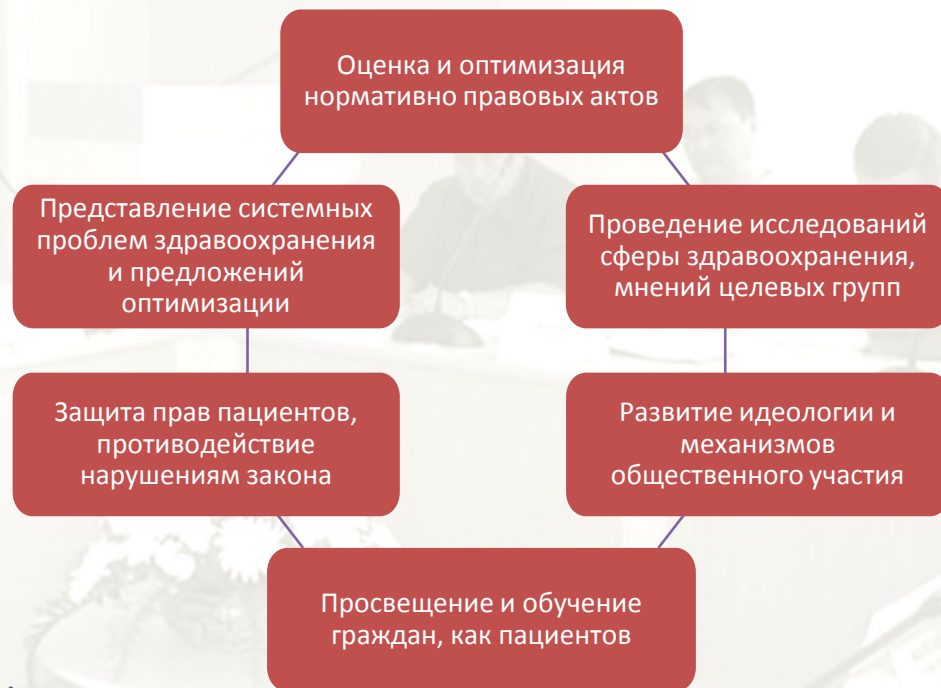 Оценка и оптимизация
нормативно правовых актов
Представление системных
проблем здравоохранения
и предложений
оптимизации
Проведение исследований
сферы здравоохранения,
мнений целевых групп
Защита прав пациентов,
противодействие
нарушениям закона
Развитие идеологии и
механизмов
общественного участия
Просвещение и обучение
граждан, как пациентов